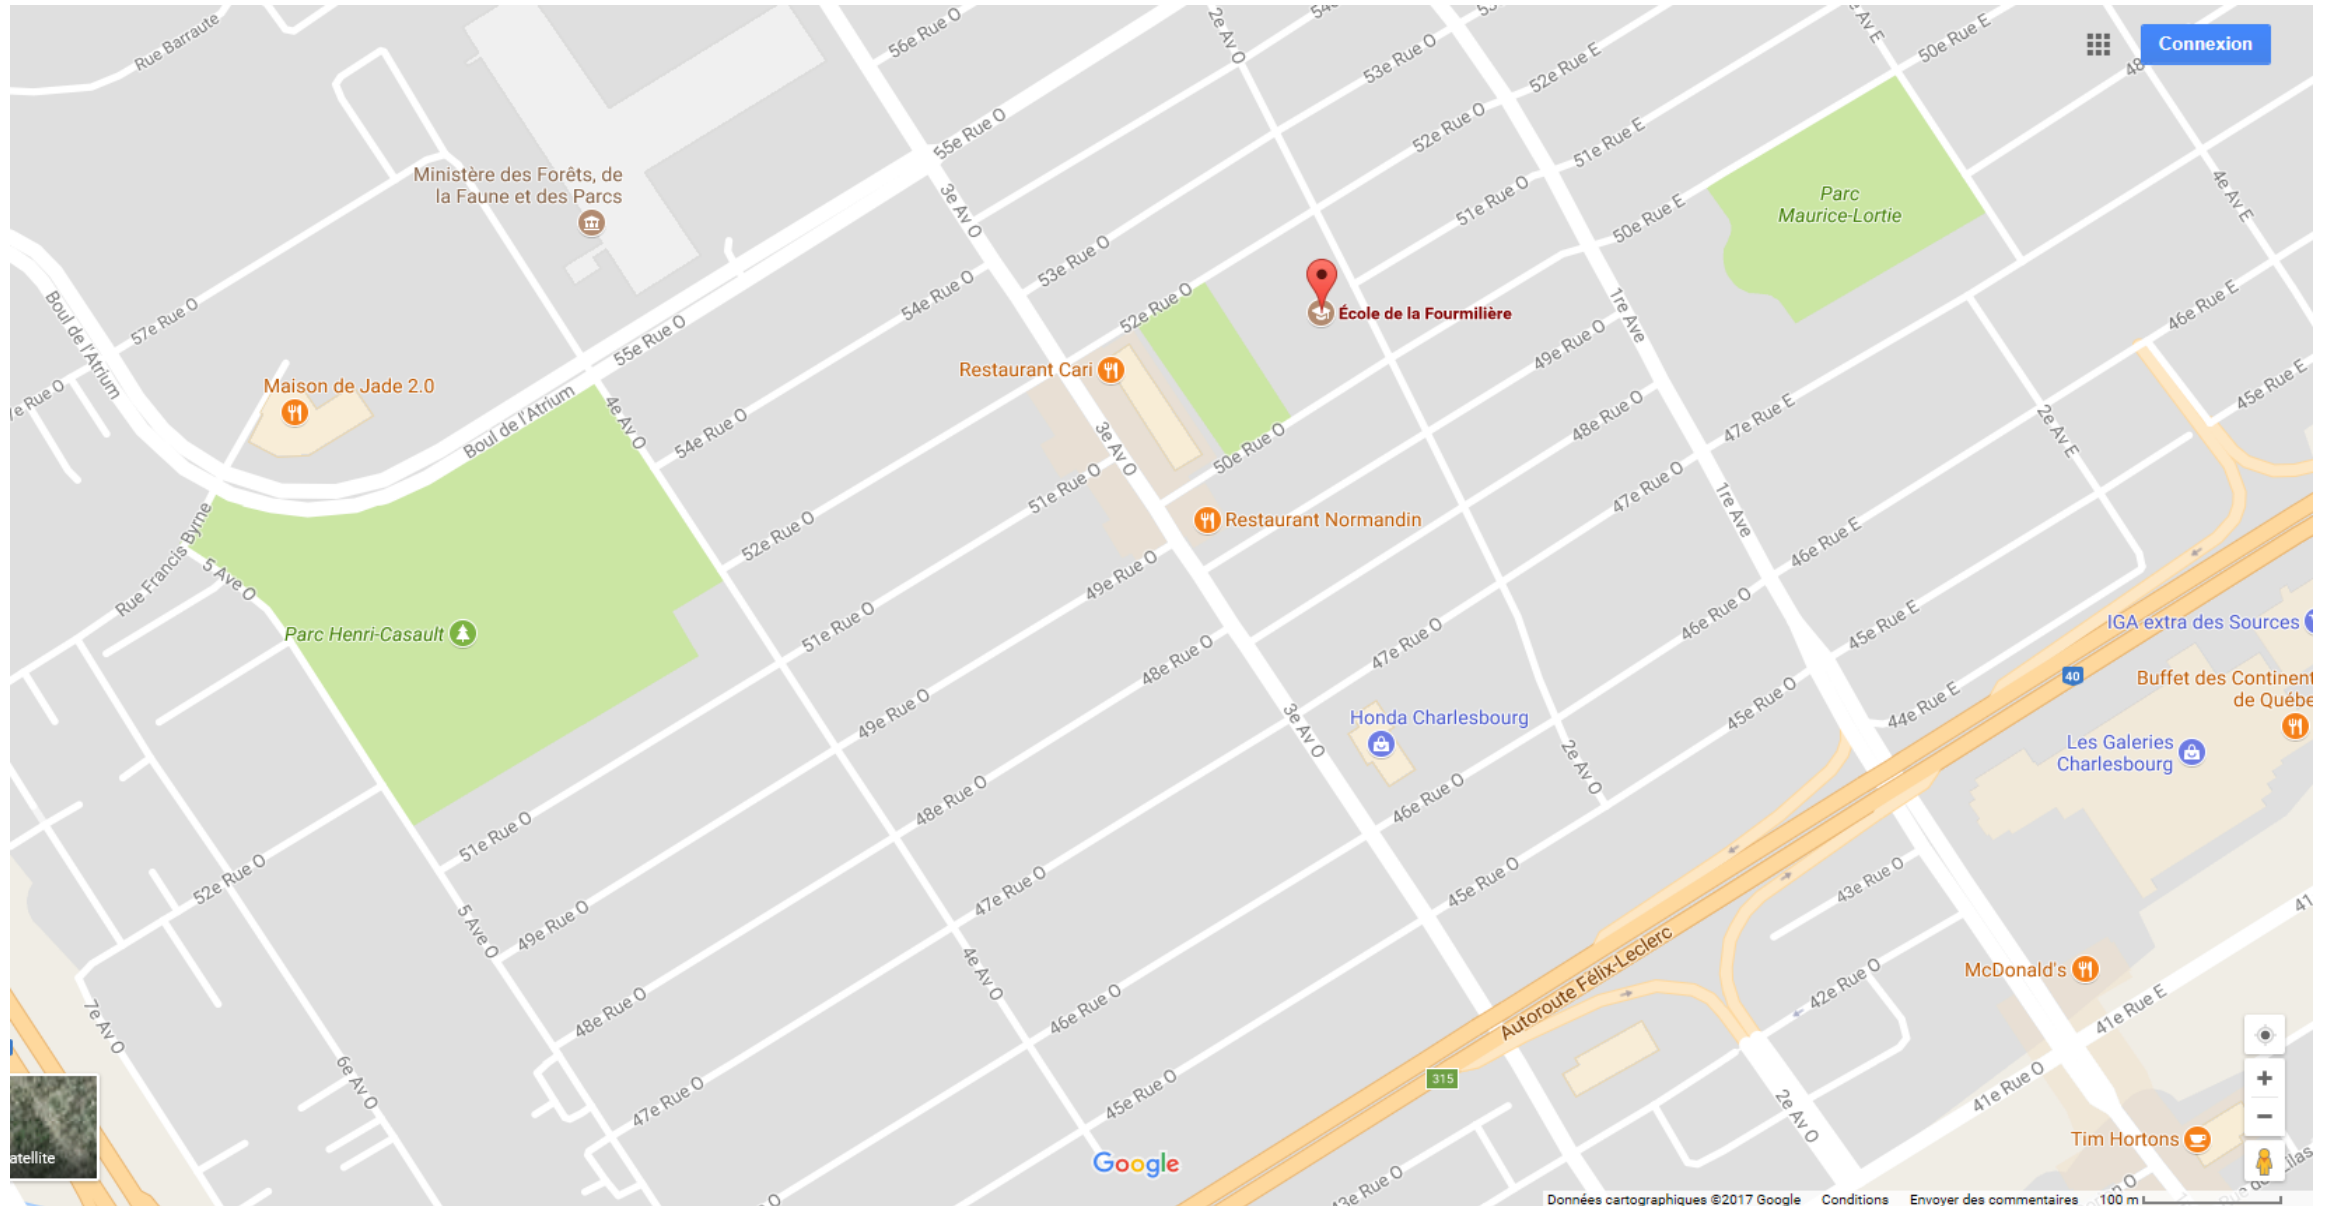 Rue Barraute
56e Rue O
2e Av O
53e Rue O
52e Rue E
50e Rue E
Connexion
55e Rue O
52e Rue O
51e Rue E
Ministère des Forêts, de
la Faune et des Parcs
3e Av O
51e Rue O
50e Rue E
Parc
Maurice-Lortie
4e Av E
53e Rue O
54e Rue O
52e Rue O
École de la Fourmilière
Boul de l'Atrium
57e Rue O
55e Rue O
1re Ave
49e Rue O
46e Rue E
45e Rue E
Maison de Jade 2.0
Restaurant Cari
Boul de l'Atrium
4e Av O
54e Rue O
3e Av O
50e Rue O
48e Rue O
47e Rue E
2e Av E
51e Rue O
47e Rue O
1re Ave
Restaurant Normandin
52e Rue O
46e Rue E
Rue Francis Byrne
5 Ave O
49e Rue O
51e Rue O
46e Rue O
45e Rue E
IGA extra des Sources
Parc Henri-Casault
47e Rue O
48e Rue O
40
Buffet des Continent
de Québe
49e Rue O
3e Av O
Honda Charlesbourg
45e Rue O
44e Rue E
Les Galeries
Charlesbourg
2e Av O
48e Rue O
46e Rue O
51e Rue O
52e Rue O
47e Rue O
45e Rue O
43e Rue O
5 Ave O
49e Rue O
4e Av O
Autoroute Félix-Leclerc
McDonald's
42e Rue O
41e Rue E
7e Av O
48e Rue O
46e Rue O
6e Av O
47e Rue O
45e Rue O
315
2e Av O
41e Rue O
Tim Hortons
atellite
Google
Données cartographiques ©2017 Google Conditions Envoyer des commentaires 100 m